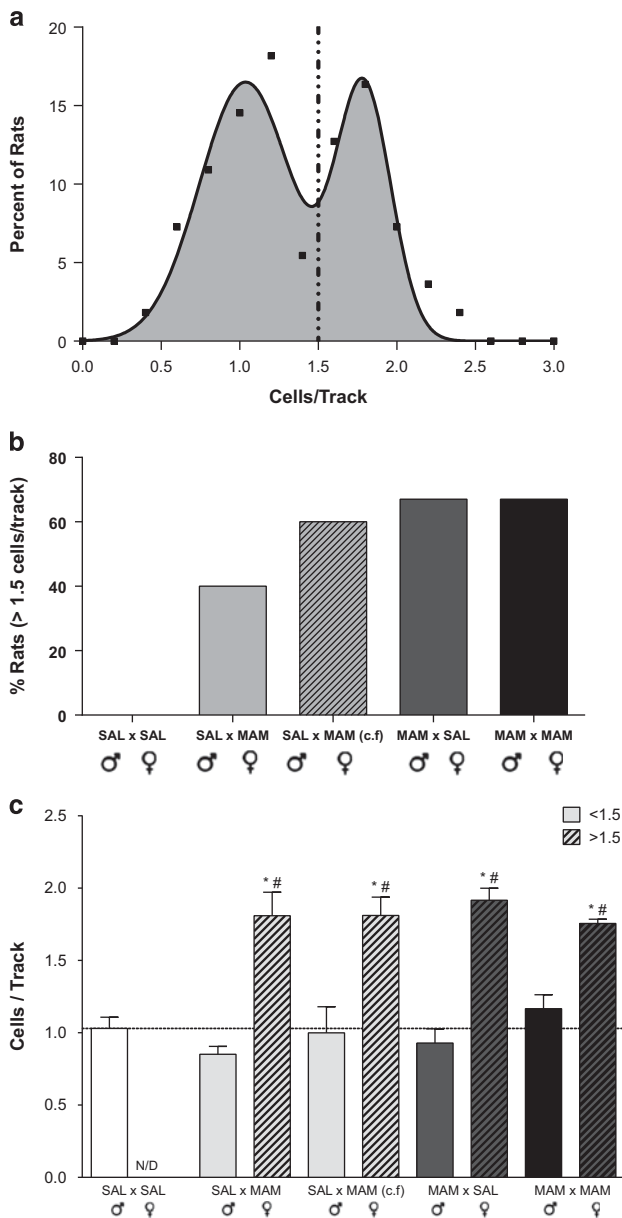 a
Percent of Rats
20
15
10
5
0
0.0 0.5 1.0 1.5 2.0 2.5 3.0
Cells/Track
b
% Rats (> 1.5 cells/track)
80
60
40
20
0
SAL x SAL SAL x MAM SAL x MAM (c.f) MAM x SAL MAM x MAM
♂ ♀ ♂ ♀ ♂ ♀ ♂ ♀ ♂ ♀
c
Cells / Track
2.5
2.0
1.5
1.0
0.5
0.0
<1.5
>1.5
* # * # * # * #
N/D
SAL x SAL SAL x MAM SAL x MAM (c.f) MAM x SAL MAM x MAM
♂ ♀ ♂ ♀ ♂ ♀ ♂ ♀ ♂ ♀